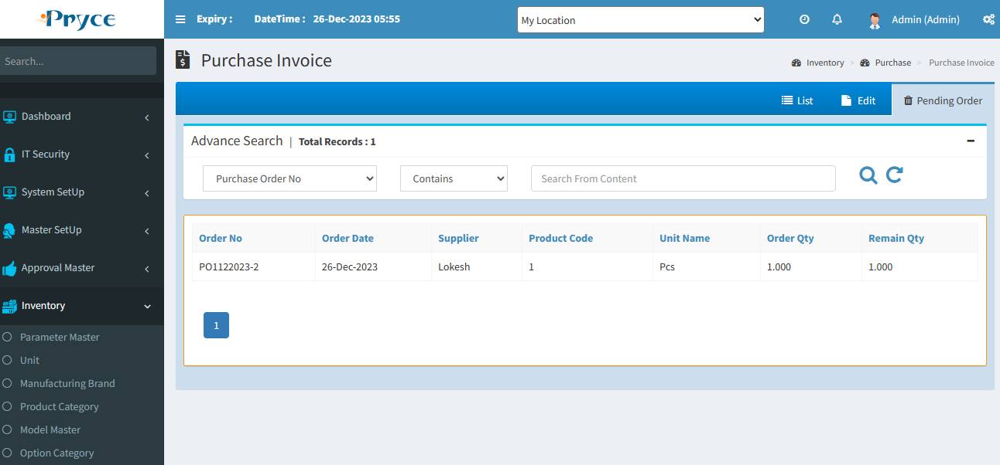 Pryce
Expiry : DateTime : 26-Dec-2023 05:55
My Location
Admin (Admin)
Search...
Purchase Invoice
Inventory > Purchase > Purchase Invoice
List
Edit
Pending Order
Dashboard
IT Security
System SetUp
Master SetUp
Approval Master
Inventory
Parameter Master
Unit
Manufacturing Brand
Product Category
Model Master
Option Category
Advance Search | Total Records : 1
Purchase Order No
Contains
Search From Content
Order No Order Date Supplier Product Code Unit Name Order Qty Remain Qty
PO1122023-2 26-Dec-2023 Lokesh 1 Pcs 1.000 1.000
1